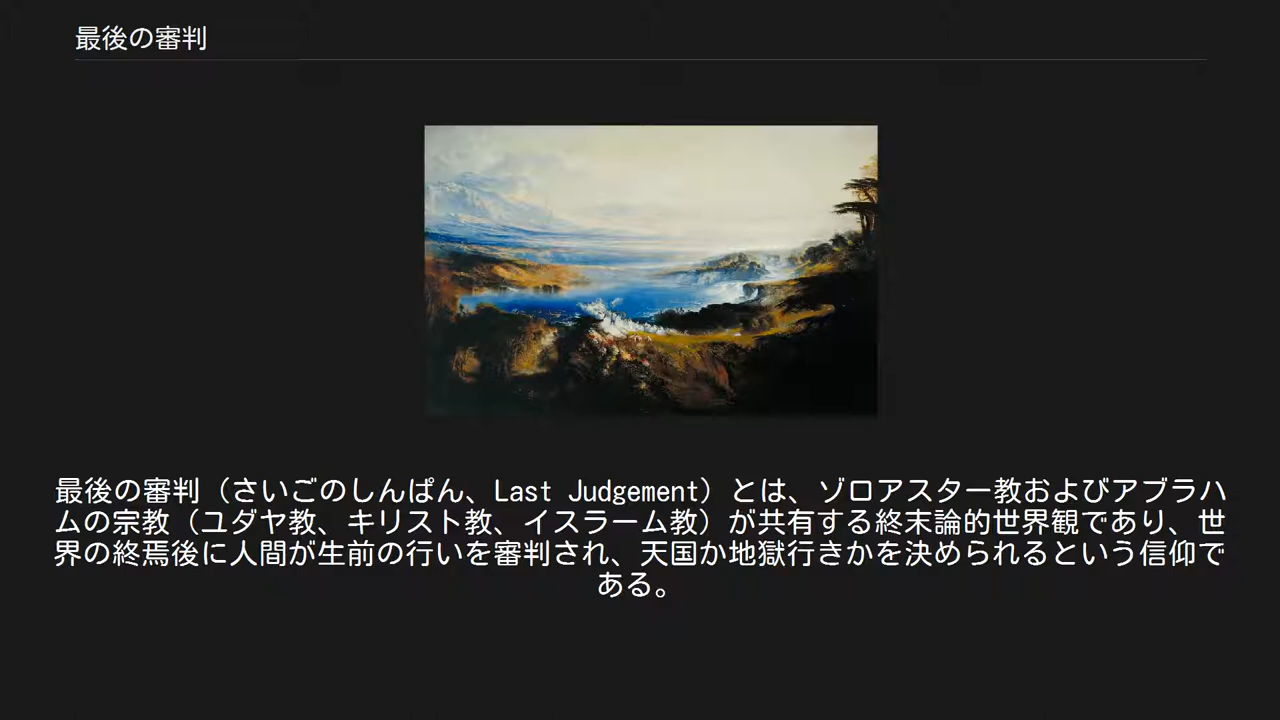 最後の審判
最後の審判（さいごのしんぱん、Last Judgement）とは、ゾロアスター教およびアブラハ
ムの宗教（ユダヤ教、キリスト教、イスラーム教）が共有する終末論的世界観であり、世
界の終焉後に人間が生前の行いを審判され、天国か地獄行きかを決められるという信仰で
ある。